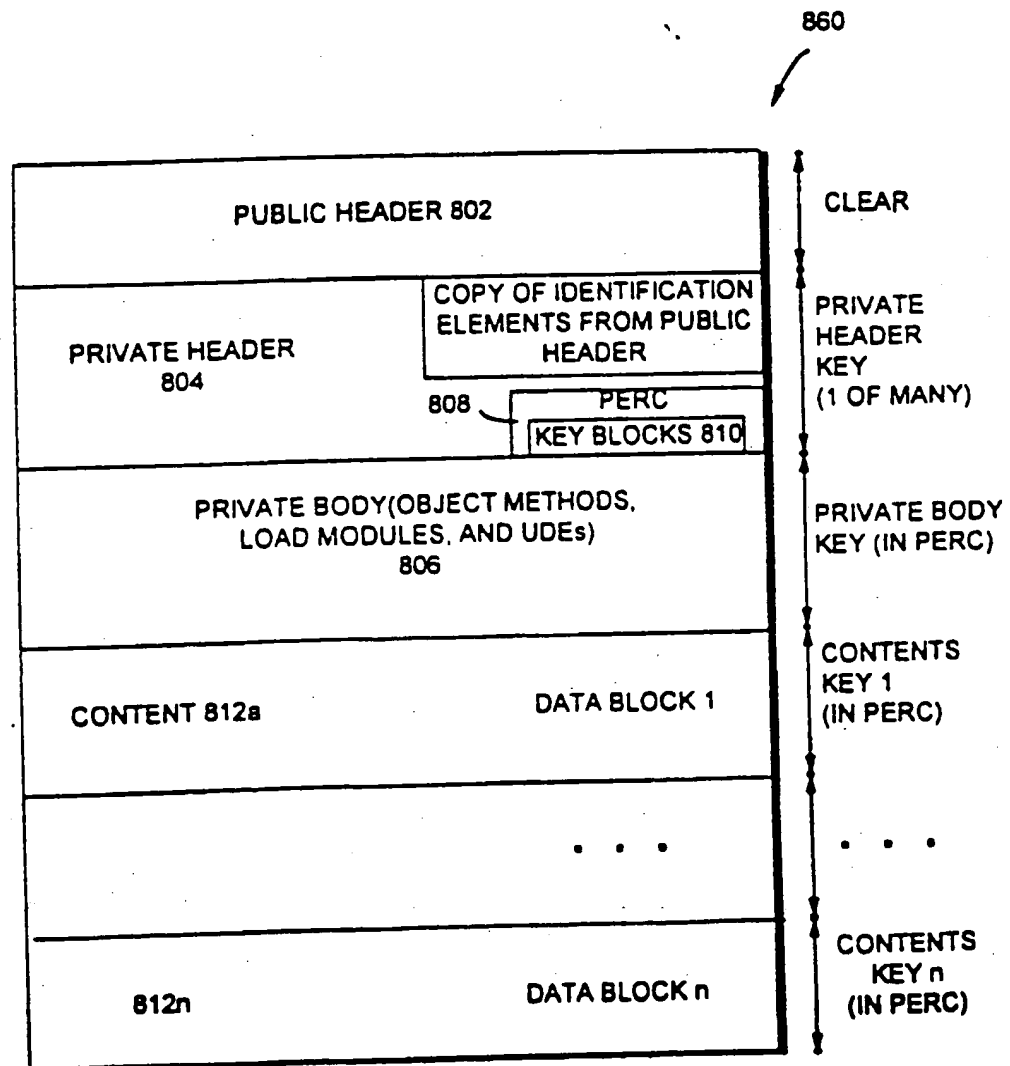 860
PUBLIC HEADER 802
CLEAR
COPY OF IDENTIFICATION
ELEMENTS FROM PUBLIC
HEADER
PRIVATE HEADER
804
PRIVATE
HEADER
KEY
(1 OF MANY)
808
PERC
KEY BLOCKS 810
PRIVATE BODY(OBJECT METHODS,
LOAD MODULES, AND UDEs)
806
PRIVATE BODY
KEY (IN PERC)
CONTENT 812a
DATA BLOCK 1
CONTENTS
KEY 1
(IN PERC)
. . .
. . .
812n
DATA BLOCK n
CONTENTS
KEY n
(IN PERC)